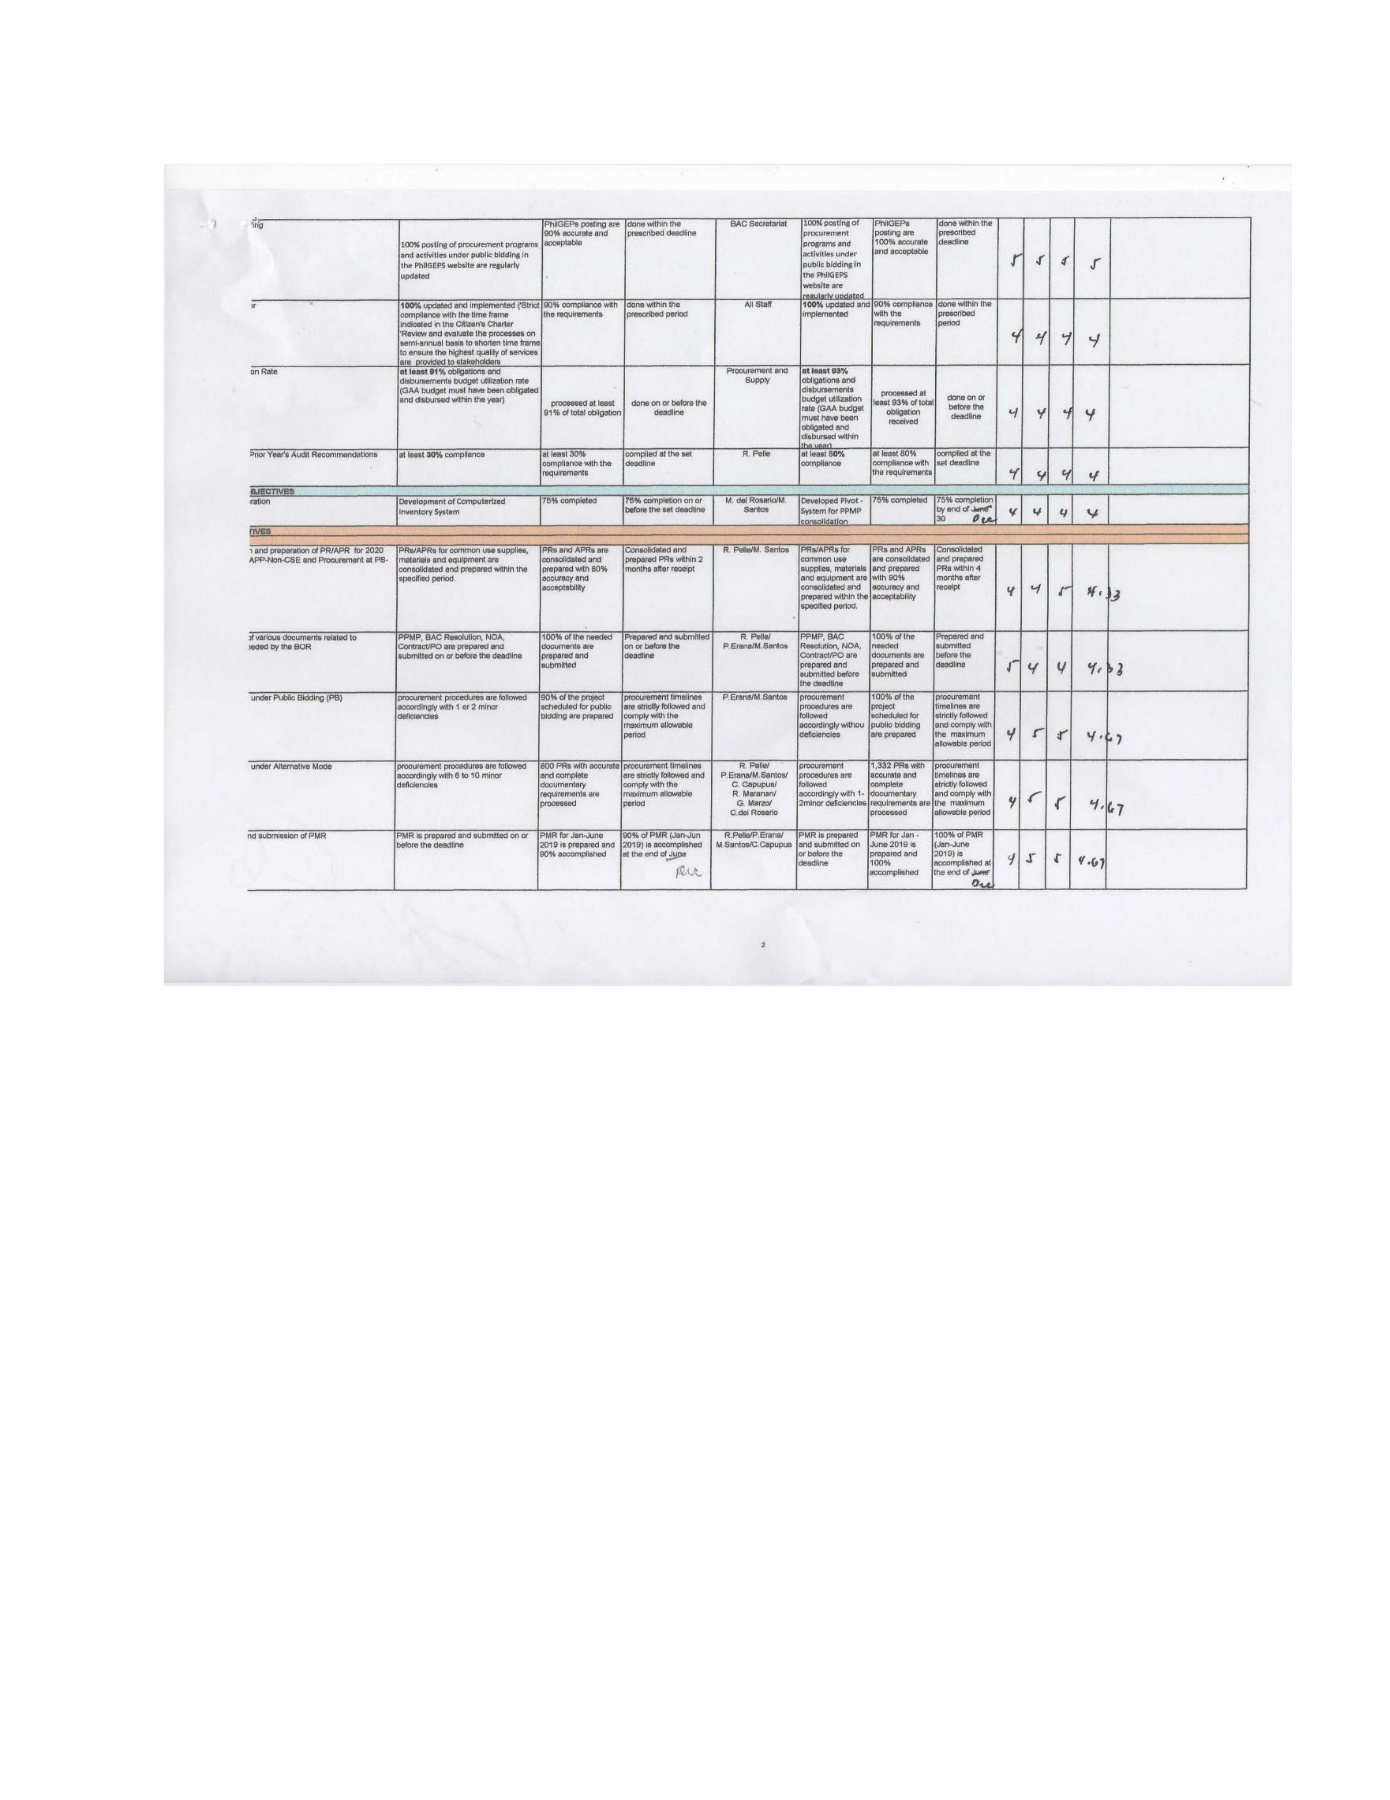 ing
100% posting of procurement programs
and activities under public bidding in
the PhilGEPS website are regularly
updated
PhilGEPs posting are
90% accurate and
acceptable
done within the
prescribed deadline
BAC Secretariat
100% posting of
procurement
programs and
activities under
public bidding in
the PhilGEPS
website are
regularly updated
PhilGEPs
posting are
100% accurate
and acceptable
done within the
prescribed
deadline
5 5 5 5
r
100% updated and implemented (*Strict
compliance with the time frame
indicated in the Citizen's Charter
*Review and evaluate the processes on
semi-annual basis to shorten time frame
to ensure the highest quality of services
are provided to stakeholders
90% compliance with
the requirements
done within the
prescribed period
All Staff
100% updated and
implemented
90% compliance
with the
requirements
done within the
prescribed
period
4 4 4 4
on Rate
at least 91% obligations and
disbursements budget utilization rate
(GAA budget must have been obligated
and disbursed within the year)
processed at least
91% of total obligation
done on or before the
deadline
Procurement and
Supply
at least 93%
obligations and
disbursements
budget utilization
rate (GAA budget
must have been
obligated and
disbursed within
the year)
processed at
least 93% of total
obligation
received
done on or
before the
deadline
4 4 4 4
Prior Year's Audit Recommendations
at least 30% compliance
at least 30%
compliance with the
requirements
complied at the set
deadline
R. Pelle
at least 80%
compliance
at least 80%
compliance with
the requirements
complied at the
set deadline
4 4 4 4
BJECTIVES
ration
Development of Computerized
Inventory System
75% completed
75% completion on or
before the set deadline
M. del Rosario/M.
Santos
Developed Pivot -
System for PPMP
consolidation
75% completed
75% completion
by end of June
30 Dec
4 4 4 4
TIVES
n and preparation of PR/APR for 2020
APP-Non-CSE and Procurement at PB-
PRs/APRs for common use supplies,
materials and equipment are
consolidated and prepared within the
specified period.
PRs and APRs are
consolidated and
prepared with 80%
accuracy and
acceptability
Consolidated and
prepared PRs within 2
months after receipt
R. Pelle/M. Santos
PRs/APRs for
common use
supplies, materials
and equipment are
consolidated and
prepared within the
specified period.
PRs and APRs
are consolidated
and prepared
with 90%
accuracy and
acceptability
Consolidated
and prepared
PRs within 4
months after
receipt
4 4 5 4.33
of various documents related to
eeded by the BOR
PPMP, BAC Resolution, NOA,
Contract/PO are prepared and
submitted on or before the deadline
100% of the needed
documents are
prepared and
submitted
Prepared and submitted
on or before the
deadline
R. Pelle/
P.Erana/M.Santos
PPMP, BAC
Resolution, NOA,
Contract/PO are
prepared and
submitted before
the deadline
100% of the
needed
documents are
prepared and
submitted
Prepared and
submitted
before the
deadline
5 4 4 4.33
under Public Bidding (PB)
procurement procedures are followed
accordingly with 1 or 2 minor
deficiencies
90% of the project
scheduled for public
bidding are prepared
procurement timelines
are strictly followed and
comply with the
maximum allowable
period
P.Erana/M.Santos
procurement
procedures are
followed
accordingly withou
deficiencies
100% of the
project
scheduled for
public bidding
are prepared
procurement
timelines are
strictly followed
and comply with
the maximum
allowable period
4 5 5 4.67
under Alternative Mode
procurement procedures are followed
accordingly with 6 to 10 minor
deficiencies
800 PRs with accurate
and complete
documentary
requirements are
processed
procurement timelines
are strictly followed and
comply with the
maximum allowable
period
R. Pelle/
P.Erana/M.Santos/
C. Capupus/
R. Maranan/
G. Marzo/
C.del Rosario
procurement
procedures are
followed
accordingly with 1-
2minor deficiencies
1,332 PRs with
accurate and
complete
documentary
requirements are
processed
procurement
timelines are
strictly followed
and comply with
the maximum
allowable period
4 5 5 4.67
nd submission of PMR
PMR is prepared and submitted on or
before the deadline
PMR for Jan-June
2019 is prepared and
90% accomplished
90% of PMR (Jan-Jun
2019) is accomplished
at the end of June
Dec
R.Pelle/P.Erana/
M.Santos/C.Capupus
PMR is prepared
and submitted on
or before the
deadline
PMR for Jan -
June 2019 is
prepared and
100%
accomplished
100% of PMR
(Jan-June
2019) is
accomplished at
the end of June
Dec
4 5 5 4.67
2